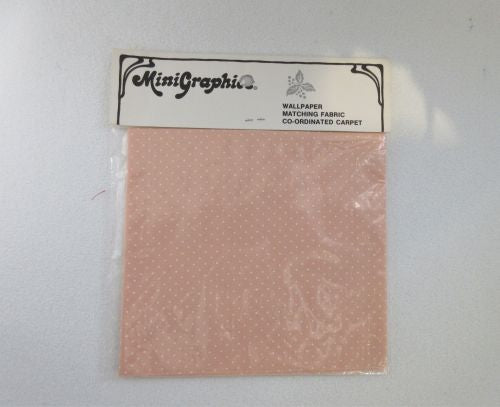 MiniGraphics®
WALLPAPER
MATCHING FABRIC
CO-ORDINATED CARPET